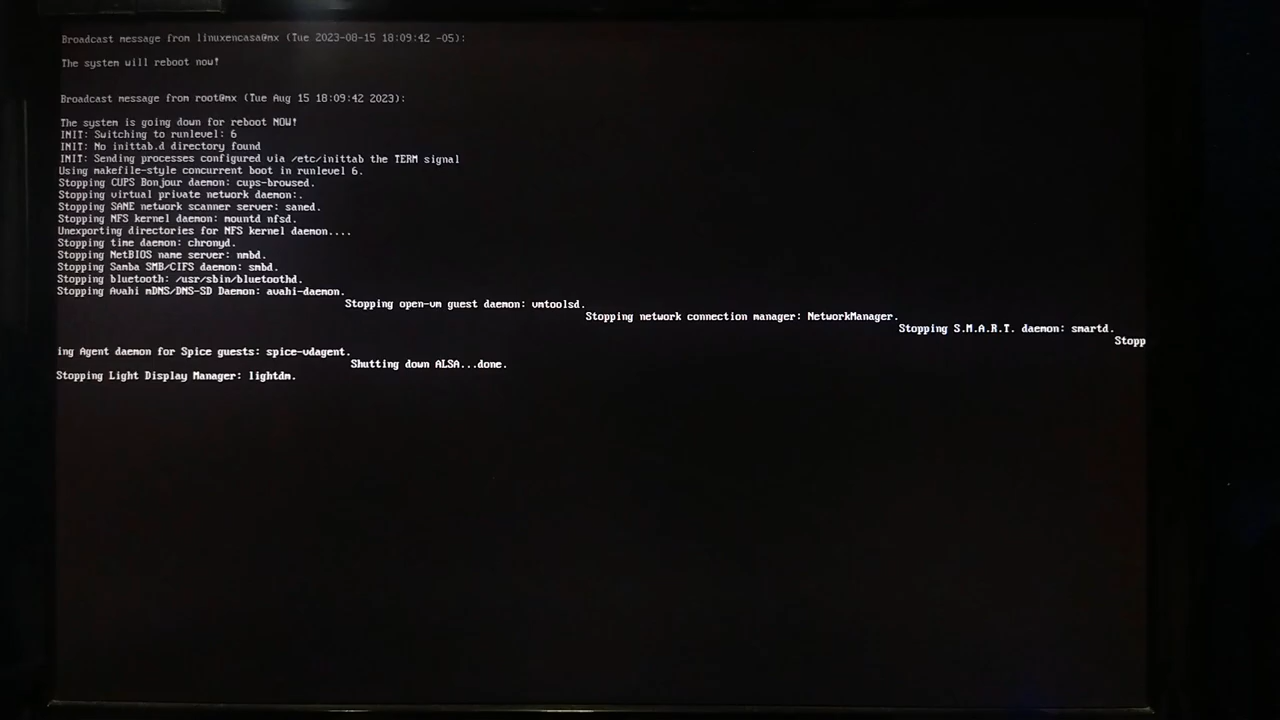 Broadcast message from linuxencasa@mx (Tue 2023-08-15 18:09:42 -05):
The system will reboot now!
Broadcast message from root@mx (Tue Aug 15 18:09:42 2023):
The system is going down for reboot NOW!
INIT: Switching to runlevel: 6
INIT: No inittab.d directory found
INIT: Sending processes configured via /etc/inittab the TERM signal
Using makefile-style concurrent boot in runlevel 6.
Stopping CUPS Bonjour daemon: cups-browsed.
Stopping virtual private network daemon:.
Stopping SANE network scanner server: saned.
Stopping NFS kernel daemon: mountd nfsd.
Unexporting directories for NFS kernel daemon....
Stopping time daemon: chronyd.
Stopping NetBIOS name server: nmbd.
Stopping Samba SMB/CIFS daemon: smbd.
Stopping bluetooth: /usr/sbin/bluetoothd.
Stopping Avahi mDNS/DNS-SD Daemon: avahi-daemon.
Stopping open-vm guest daemon: vmtoolsd.
Stopping network connection manager: NetworkManager.
Stopping S.M.A.R.T. daemon: smartd.
Stopp
ing Agent daemon for Spice guests: spice-vdagent.
Shutting down ALSA...done.
Stopping Light Display Manager: lightdm.